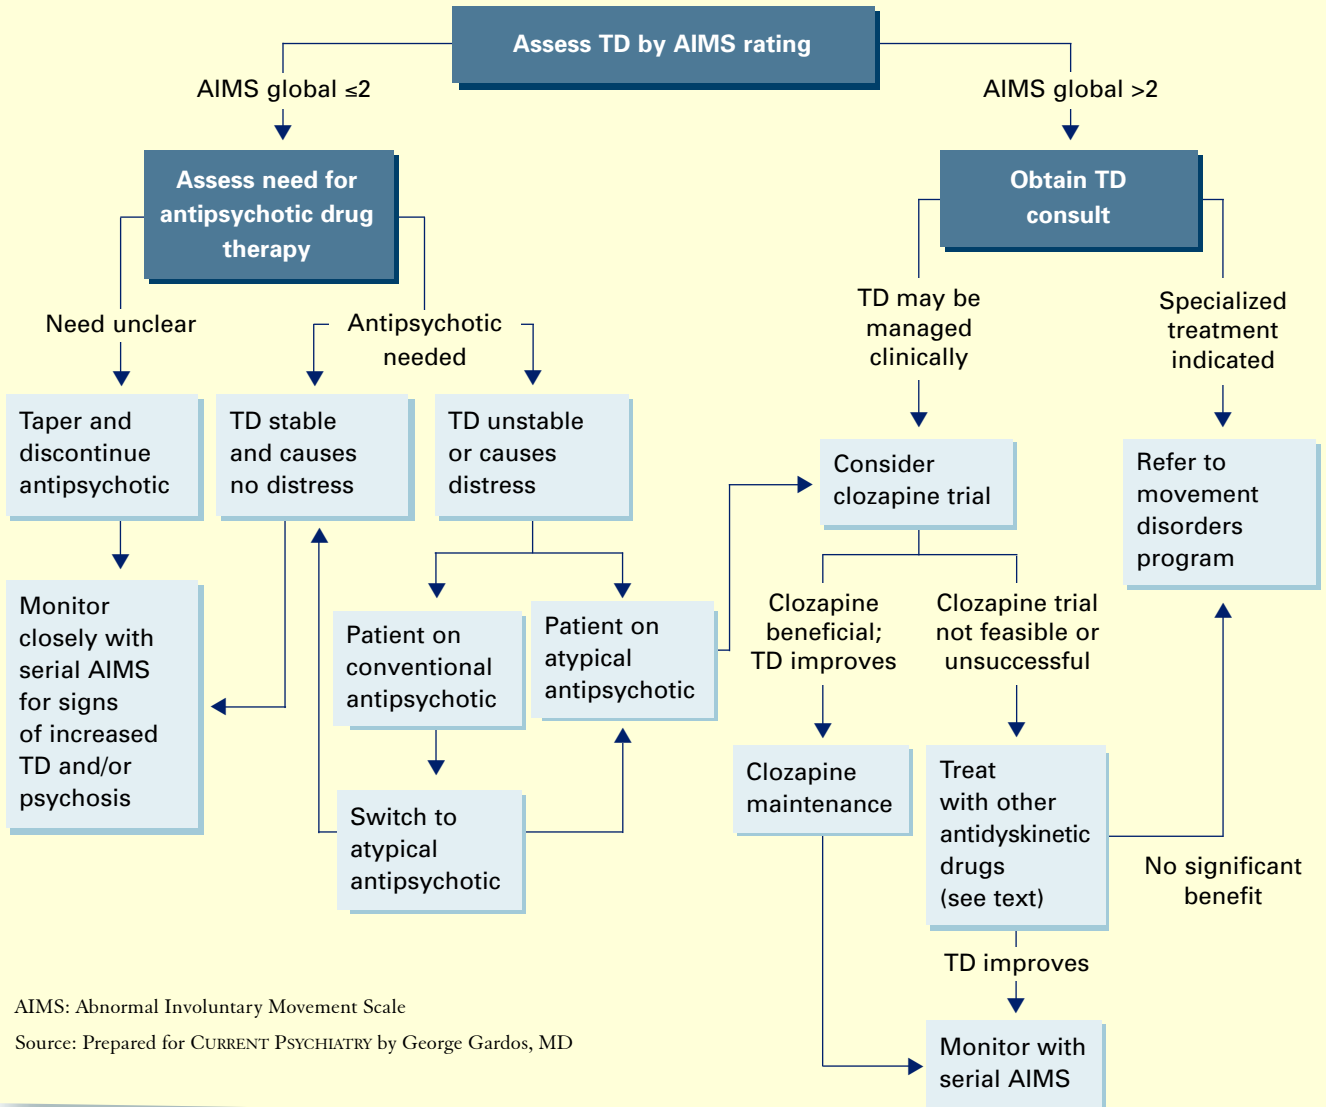 Assess TD by AIMS rating
AIMS global ≤2
AIMS global >2
Assess need for
antipsychotic drug
therapy
Obtain TD
consult
Need unclear
Antipsychotic
needed
TD may be
managed
clinically
Specialized
treatment
indicated
Taper and
discontinue
antipsychotic
TD stable
and causes
no distress
TD unstable
or causes
distress
Consider
clozapine trial
Refer to
movement
disorders
program
Monitor
closely with
serial AIMS
for signs
of increased
TD and/or
psychosis
Patient on
conventional
antipsychotic
Patient on
atypical
antipsychotic
Clozapine
beneficial;
TD improves
Clozapine trial
not feasible or
unsuccessful
Switch to
atypical
antipsychotic
Clozapine
maintenance
Treat
with other
antidyskinetic
drugs
(see text)
No significant
benefit
TD improves
Monitor with
serial AIMS
AIMS: Abnormal Involuntary Movement Scale
Source: Prepared for CURRENT PSYCHIATRY by George Gardos, MD